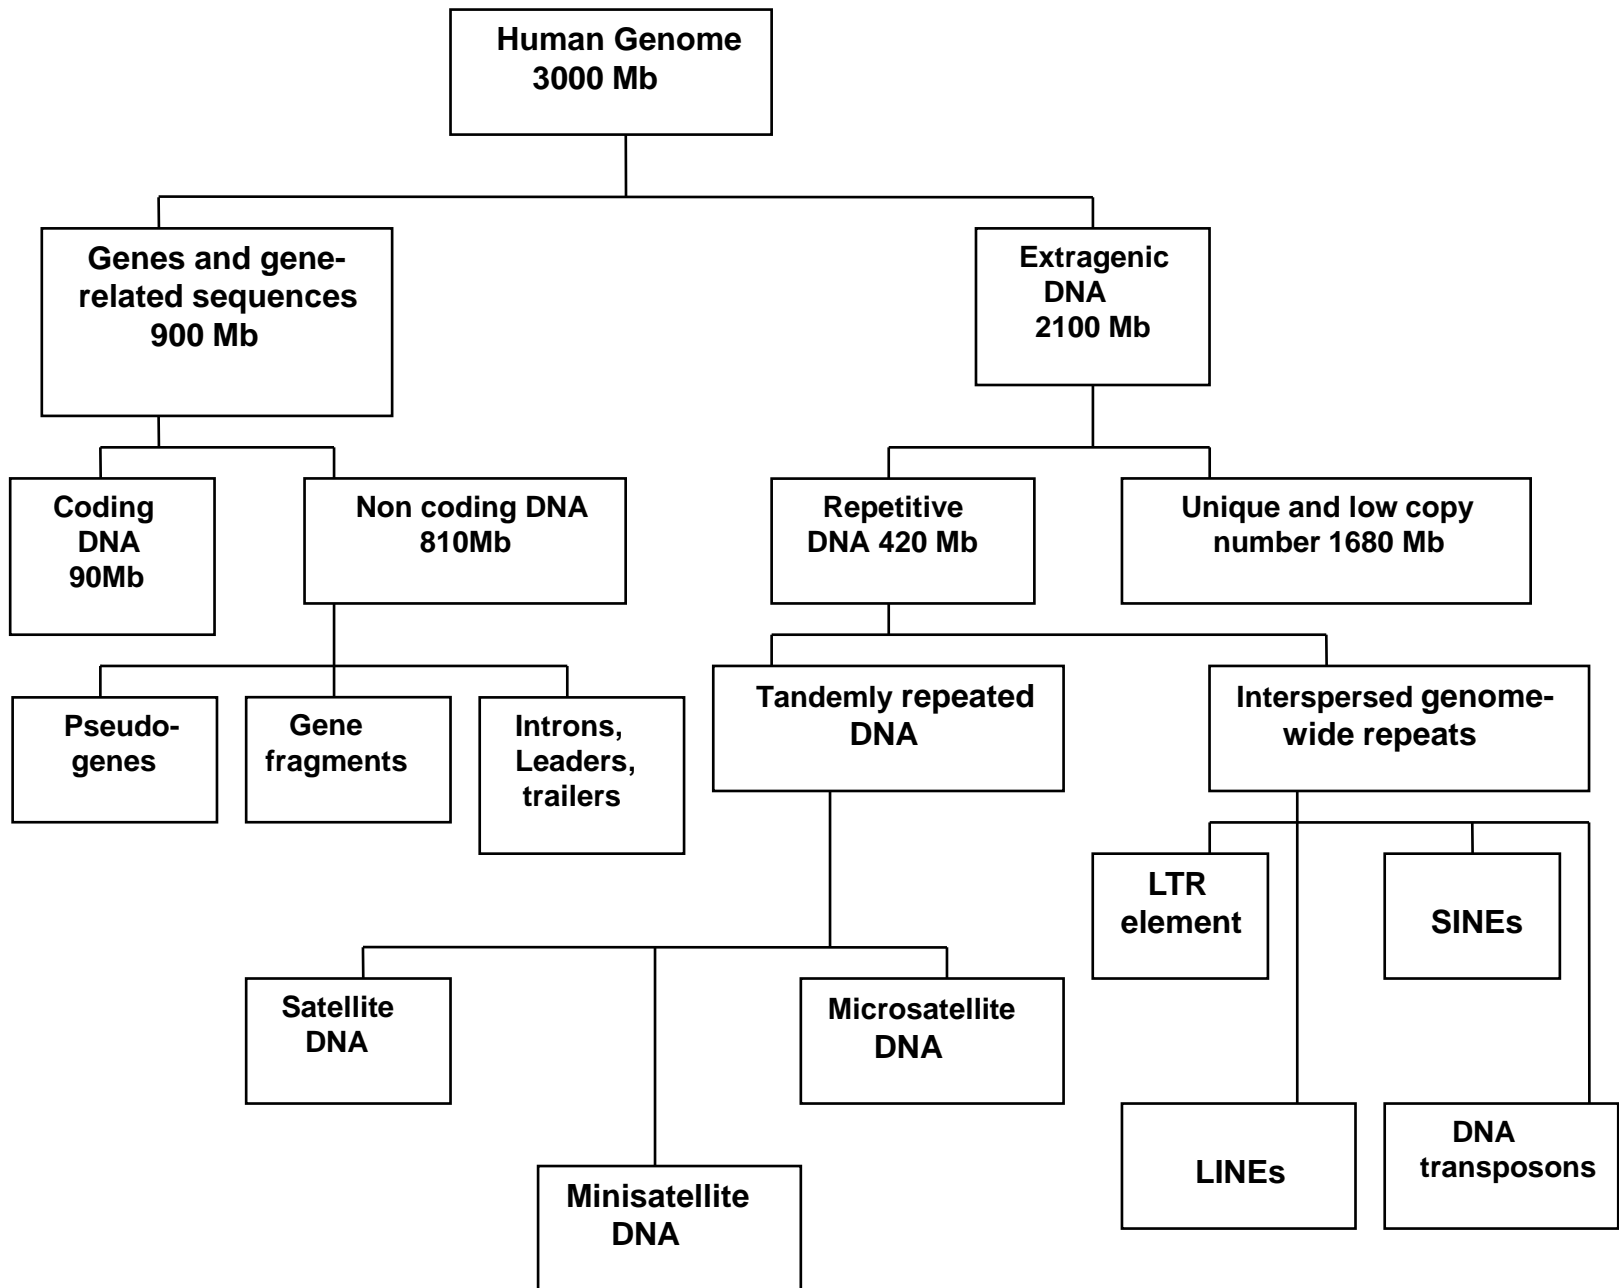 Human Genome
3000 Mb
Genes and gene-
related sequences
900 Mb
Extragenic
DNA
2100 Mb
Coding
DNA
90Mb
Non coding DNA
810Mb
Repetitive
DNA 420 Mb
Unique and low copy
number 1680 Mb
Pseudo-
genes
Gene
fragments
Introns,
Leaders,
trailers
Tandemly repeated
DNA
Interspersed genome-
wide repeats
LTR
element
SINEs
Satellite
DNA
Microsatellite
DNA
LINEs
DNA
transposons
Minisatellite
DNA